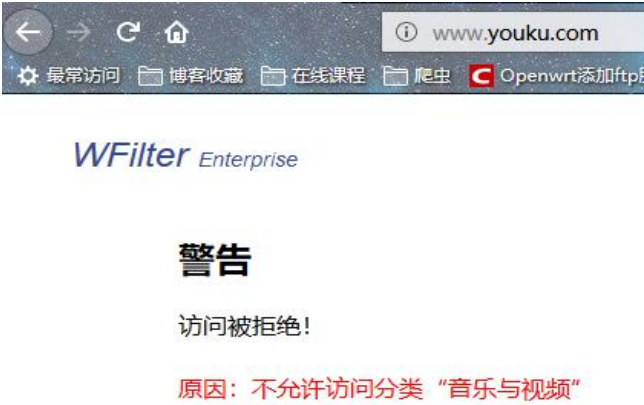 www.youku.com
最常访问 博客收藏 在线课程 爬虫 Openwrt添加ftp
WFilter Enterprise
警告
访问被拒绝！
原因：不允许访问分类“音乐与视频”